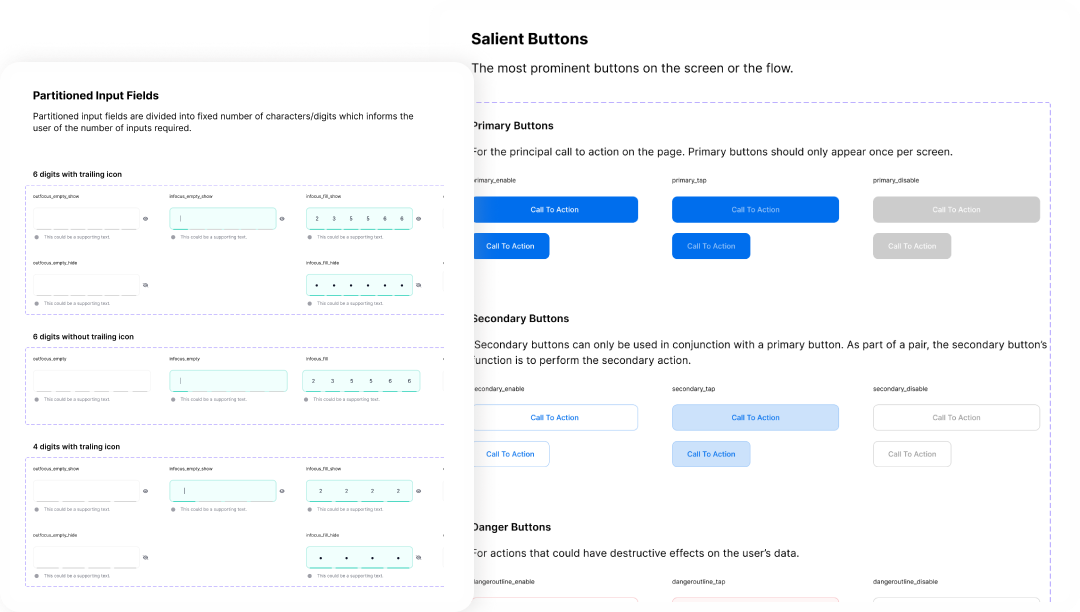 Salient Buttons
The most prominent buttons on the screen or the flow.
Partitioned Input Fields
Partitioned input fields are divided into fixed number of characters/digits which informs the
user of the number of inputs required.
6 digits with trailing icon
outfocus_empty_show infocus_empty_show infocus_fill_show
2 3 5 5 6 6
This could be a supporting text. This could be a supporting text. This could be a supporting text.
outfocus_empty_hide infocus_fill_hide
This could be a supporting text. This could be a supporting text.
6 digits without trailing icon
outfocus_empty infocus_empty infocus_fill
2 3 5 5 6 6
This could be a supporting text. This could be a supporting text. This could be a supporting text.
4 digits with traling icon
outfocus_empty_show infocus_empty_show infocus_fill_show
2 2 2 2
This could be a supporting text. This could be a supporting text. This could be a supporting text.
outfocus_empty_hide infocus_fill_hide
This could be a supporting text. This could be a supporting text.
Primary Buttons
For the principal call to action on the page. Primary buttons should only appear once per screen.
primary_enable primary_tap primary_disable
Call To Action Call To Action Call To Action
Call To Action Call To Action Call To Action
Secondary Buttons
Secondary buttons can only be used in conjunction with a primary button. As part of a pair, the secondary button's
function is to perform the secondary action.
secondary_enable secondary_tap secondary_disable
Call To Action Call To Action Call To Action
Call To Action Call To Action Call To Action
Danger Buttons
For actions that could have destructive effects on the user's data.
dangeroutline_enable dangeroutline_tap dangeroutline_disable